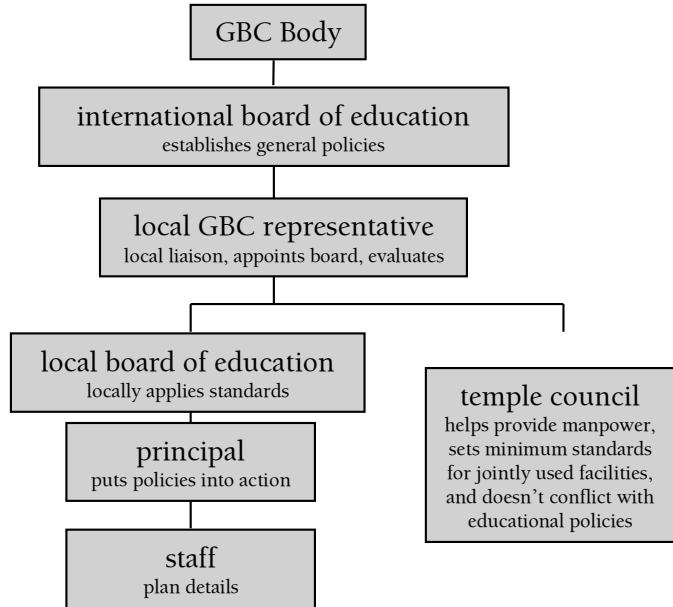 GBC Body
international board of education
establishes general policies
local GBC representative
local liaison, appoints board, evaluates
local board of education
locally applies standards
principal
puts policies into action
staff
plan details
temple council
helps provide manpower,
sets minimum standards
for jointly used facilities,
and doesn’t conflict with
educational policies